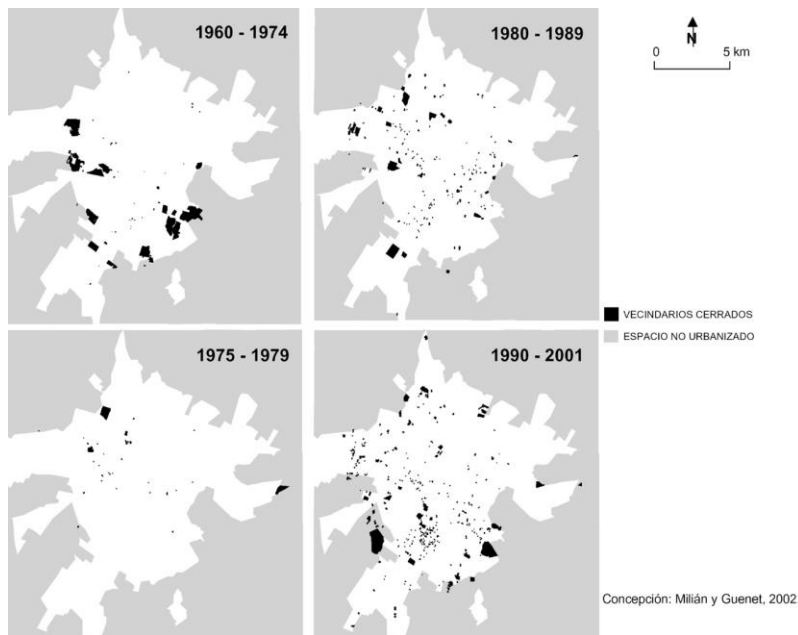 1960 - 1974
1980 - 1989
N
0 5 km
VECINDARIOS CERRADOS
ESPACIO NO URBANIZADO
1975 - 1979
1990 - 2001
Concepción: Milián y Guenet, 2002